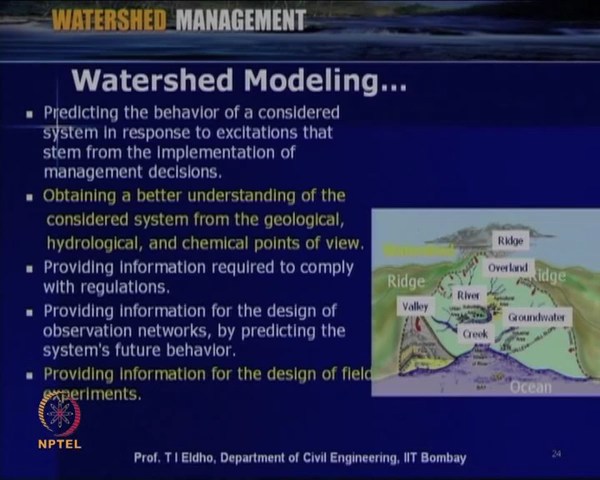 WATERSHED MANAGEMENT
Watershed Modeling...
Predicting the behavior of a considered
system in response to excitations that
stem from the implementation of
management decisions.
Obtaining a better understanding of the
considered system from the geological,
hydrological, and chemical points of view.
Providing information required to comply
with regulations.
Providing information for the design of
observation networks, by predicting the
system's future behavior.
Providing information for the design of field
experiments.
Ridge
Overland
Ridge
Ridge
River
Valley
Groundwater
Creek
Ocean
NPTEL
Prof. T I Eldho, Department of Civil Engineering, IIT Bombay
24